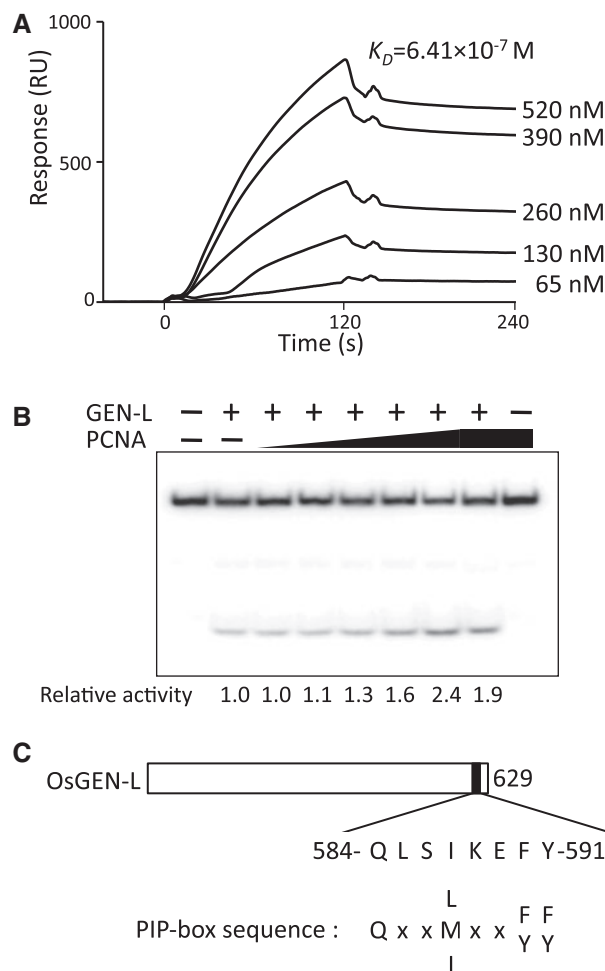 A
1000
500
0
Response (RU)
K_D=6.41×10⁻⁷ M
520 nM
390 nM
260 nM
130 nM
65 nM
0 120 240
Time (s)
B
GEN-L − + + + + + + + −
PCNA − −
Relative activity 1.0 1.0 1.1 1.3 1.6 2.4 1.9
C
OsGEN-L 629
584- Q L S I K E F Y -591
L F F
PIP-box sequence : Q x x M x x Y Y
I